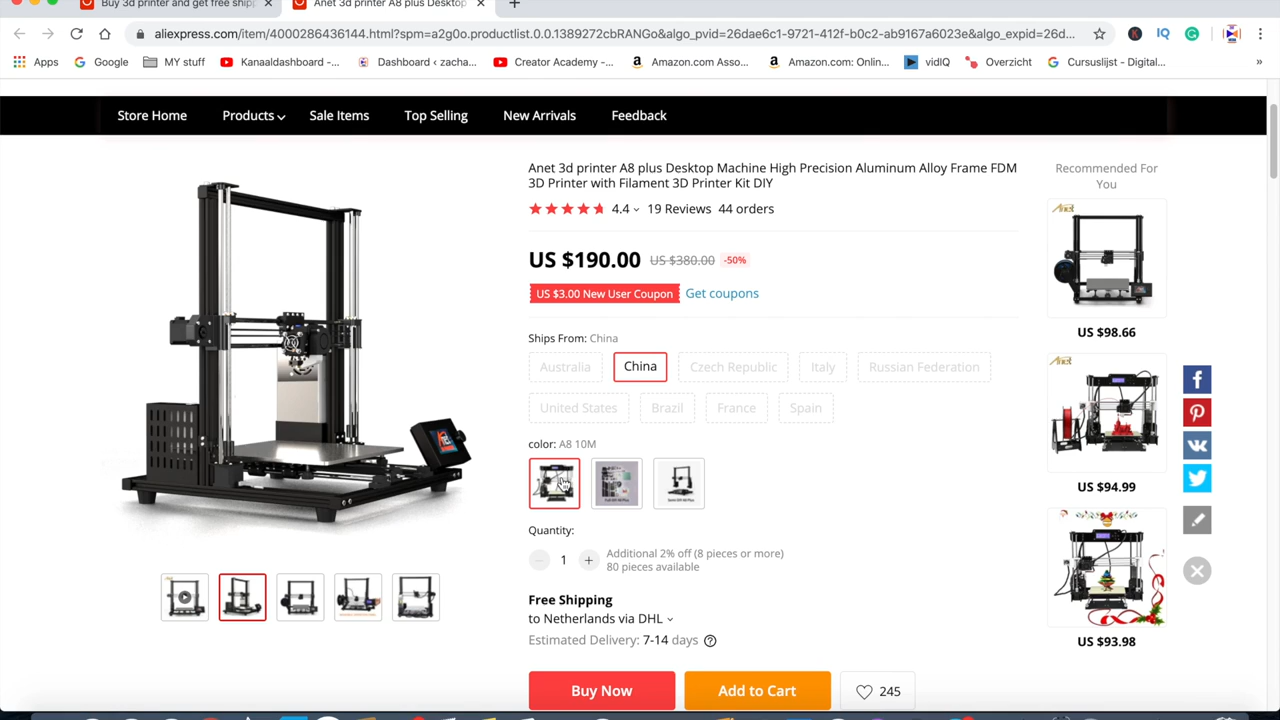 Buy 3d printer and get free shipp
Anet 3d printer A8 plus Desktop
aliexpress.com/item/4000286436144.html?spm=a2g0o.productlist.0.0.1389272cbRANGo&algo_pvid=26dae6c1-9721-412f-b0c2-ab9167a6023e&algo_expid=26d...
Apps
Google
MY stuff
Kanaaldashboard -...
Dashboard ‹ zacha...
Creator Academy -...
Amazon.com Asso...
Amazon.com: Onlin...
vidIQ
Overzicht
Cursuslijst - Digital...
»
Store Home
Products
Sale Items
Top Selling
New Arrivals
Feedback
Anet 3d printer A8 plus Desktop Machine High Precision Aluminum Alloy Frame FDM
3D Printer with Filament 3D Printer Kit DIY
4.4
19 Reviews
44 orders
US $190.00
US $380.00
-50%
US $3.00 New User Coupon
Get coupons
Ships From: China
Australia
China
Czech Republic
Italy
Russian Federation
United States
Brazil
France
Spain
color: A8 10M
Quantity:
1
Additional 2% off (8 pieces or more)
80 pieces available
Free Shipping
to Netherlands via DHL
Estimated Delivery: 7-14 days
Buy Now
Add to Cart
245
Recommended For
You
Anet
US $98.66
Anet
US $94.99
US $93.98